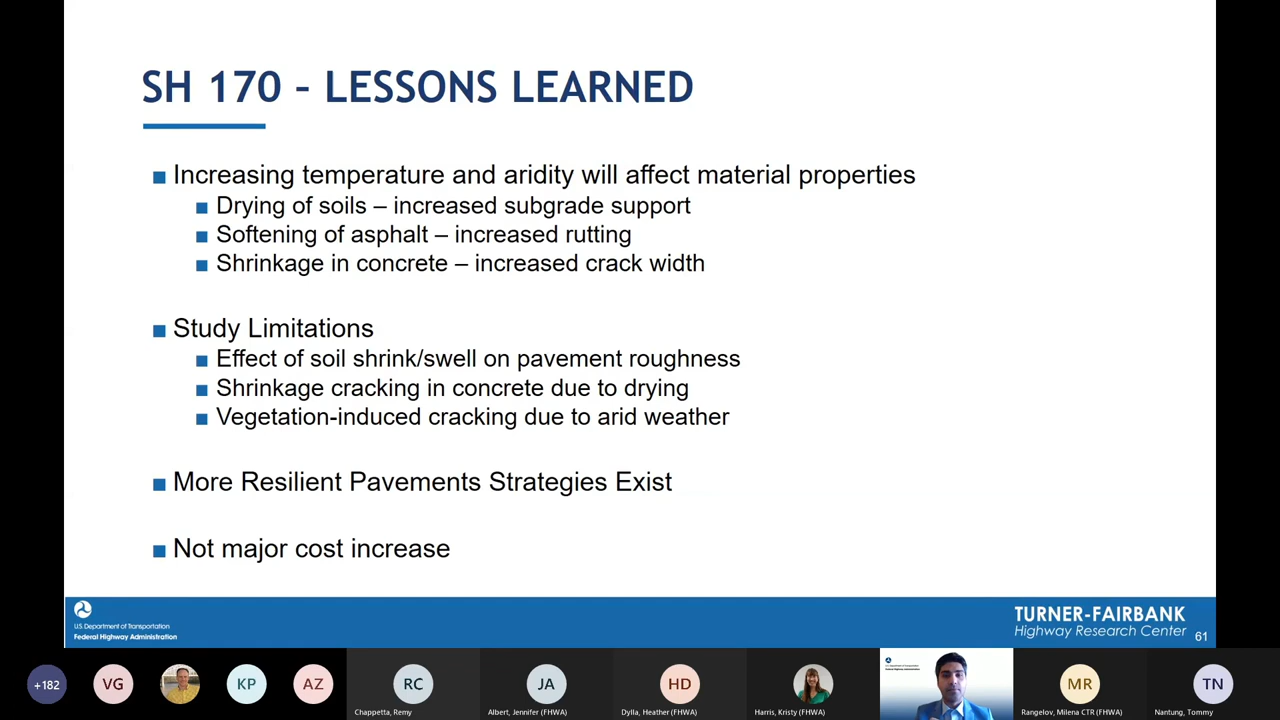 SH 170 – LESSONS LEARNED
■ Increasing temperature and aridity will affect material properties
■ Drying of soils – increased subgrade support
■ Softening of asphalt – increased rutting
■ Shrinkage in concrete – increased crack width
■ Study Limitations
■ Effect of soil shrink/swell on pavement roughness
■ Shrinkage cracking in concrete due to drying
■ Vegetation-induced cracking due to arid weather
■ More Resilient Pavements Strategies Exist
■ Not major cost increase
U.S. Department of Transportation
Federal Highway Administration
TURNER-FAIRBANK
Highway Research Center
61
+182
VG
KP
AZ
RC
Chappetta, Remy
JA
Albert, Jennifer (FHWA)
HD
Dylla, Heather (FHWA)
Harris, Kristy (FHWA)
MR
Rangelov, Milena CTR (FHWA)
TN
Nantung, Tommy